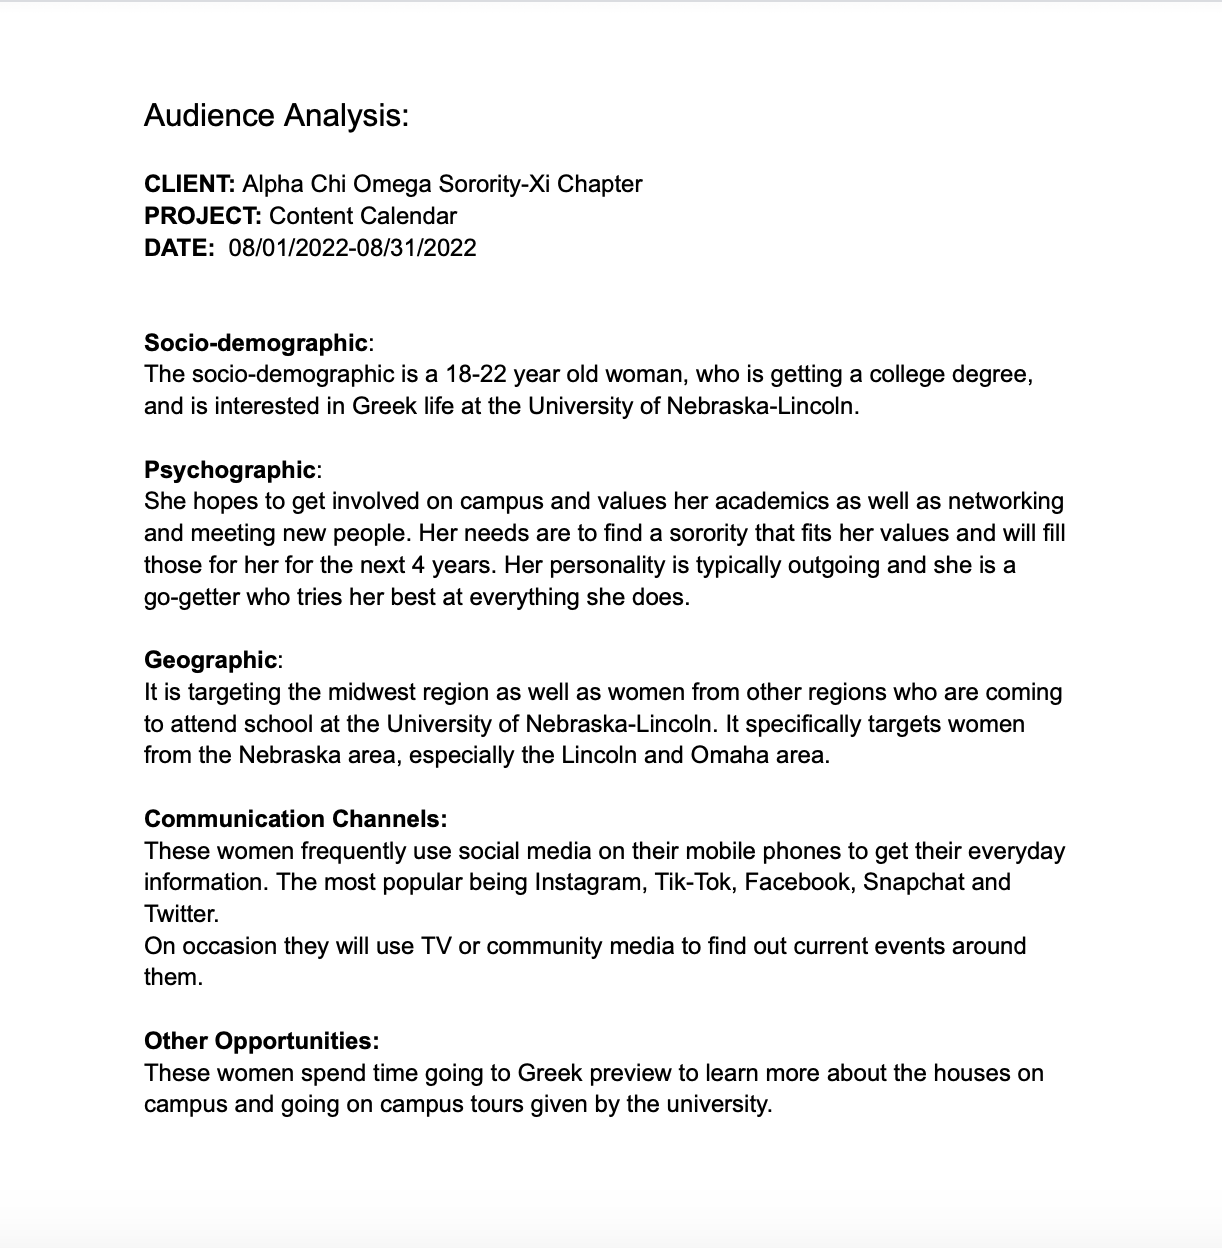 Audience Analysis:
CLIENT: Alpha Chi Omega Sorority-Xi Chapter
PROJECT: Content Calendar
DATE:  08/01/2022-08/31/2022
Socio-demographic:
The socio-demographic is a 18-22 year old woman, who is getting a college degree,
and is interested in Greek life at the University of Nebraska-Lincoln.
Psychographic:
She hopes to get involved on campus and values her academics as well as networking
and meeting new people. Her needs are to find a sorority that fits her values and will fill
those for her for the next 4 years. Her personality is typically outgoing and she is a
go-getter who tries her best at everything she does.
Geographic:
It is targeting the midwest region as well as women from other regions who are coming
to attend school at the University of Nebraska-Lincoln. It specifically targets women
from the Nebraska area, especially the Lincoln and Omaha area.
Communication Channels:
These women frequently use social media on their mobile phones to get their everyday
information. The most popular being Instagram, Tik-Tok, Facebook, Snapchat and
Twitter.
On occasion they will use TV or community media to find out current events around
them.
Other Opportunities:
These women spend time going to Greek preview to learn more about the houses on
campus and going on campus tours given by the university.